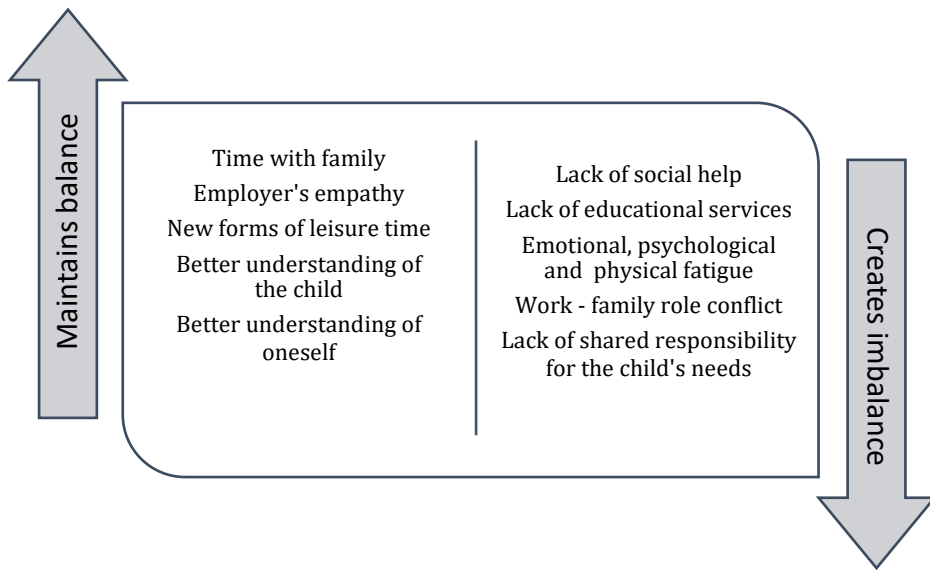 Maintains balance
Time with family
Employer's empathy
New forms of leisure time
Better understanding of
the child
Better understanding of
oneself
Lack of social help
Lack of educational services
Emotional, psychological
and physical fatigue
Work - family role conflict
Lack of shared responsibility
for the child's needs
Creates imbalance